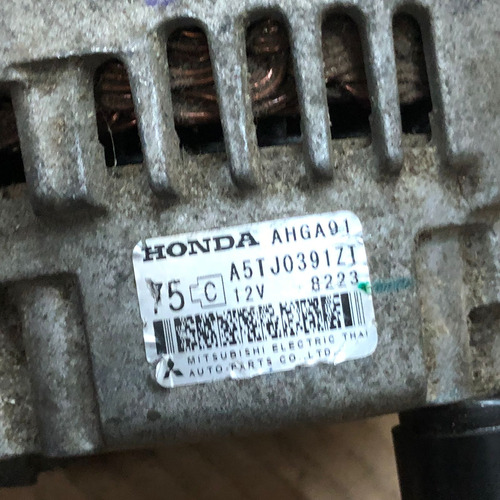 HONDA AHGA91
75 C A5TJ0391ZT
12V 8223
MITSUBISHI ELECTRIC THAI
AUTO-PARTS CO.,LTD.